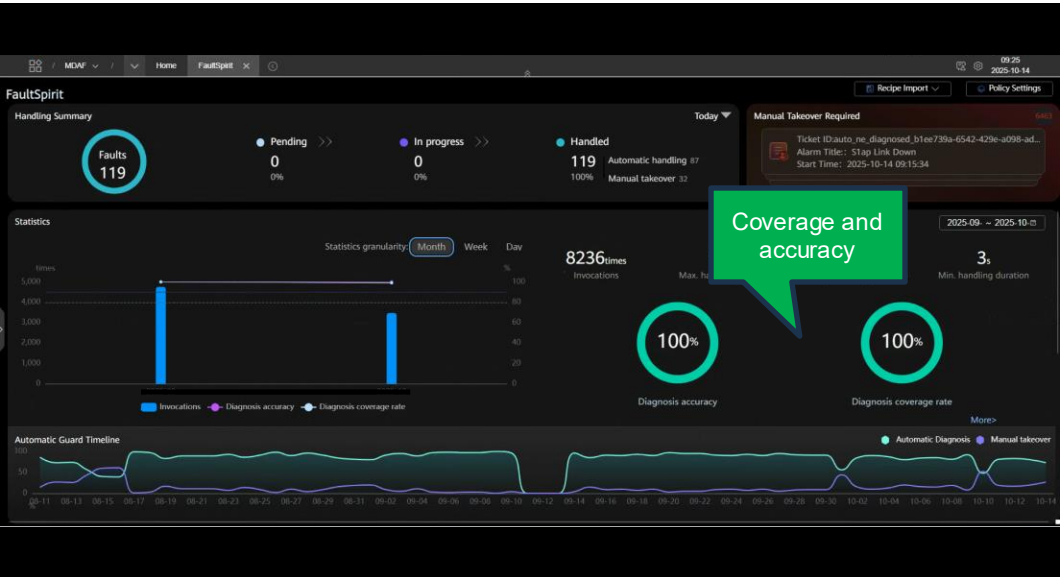 / MDAF / Home FaultSpirit ×
09:25
2025-10-14
FaultSpirit
Recipe Import
Policy Settings
Handling Summary
Today
Faults
119
Pending
0
0%
In progress
0
0%
Handled
119
100%
Automatic handling 87
Manual takeover 32
Manual Takeover Required
6463
Ticket ID:auto_ne_diagnosed_b1ee739a-6542-429e-a098-ad...
Alarm Title:: S1ap Link Down
Start Time: 2025-10-14 09:15:34
Statistics
2025-09- ~ 2025-10-
Statistics granularity: Month Week Day
times
%
5,000
4,000
3,000
2,000
1,000
0
100
80
60
40
20
0
Invocations
Diagnosis accuracy
Diagnosis coverage rate
8236times
Invocations
Max. ha
3s
Min. handling duration
Coverage and
accuracy
100%
Diagnosis accuracy
100%
Diagnosis coverage rate
More>
Automatic Guard Timeline
Automatic Diagnosis
Manual takeover
100
50
0
%
08-11 08-13 08-15 08-17 08-19 08-21 08-23 08-25 08-27 08-29 08-31 09-02 09-04 09-06 09-08 09-10 09-12 09-14 09-16 09-18 09-20 09-22 09-24 09-26 09-28 09-30 10-02 10-04 10-06 10-08 10-10 10-12 10-14